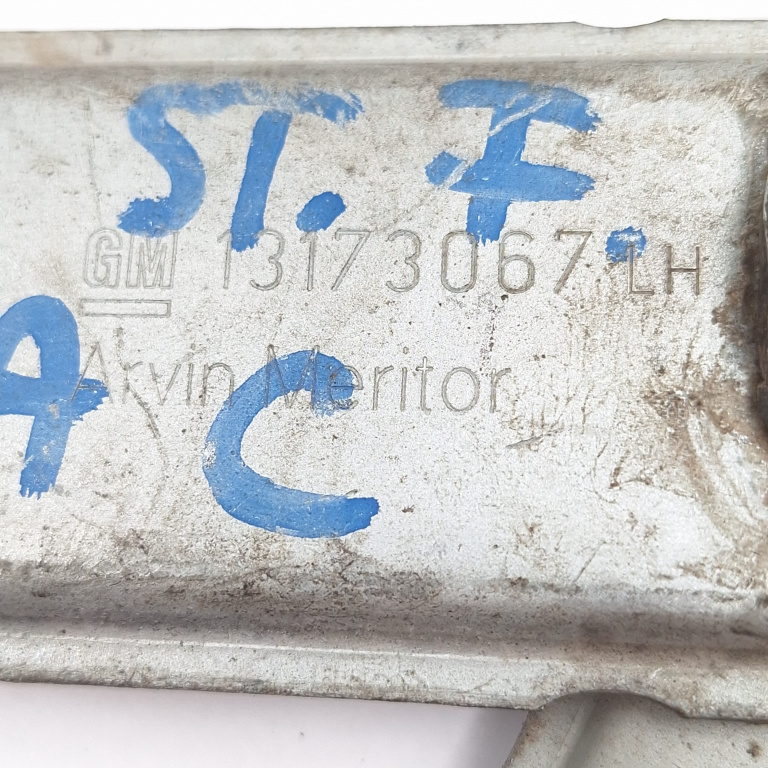 ST. F.
GM 13173067 LH
Arvin Meritor
A C